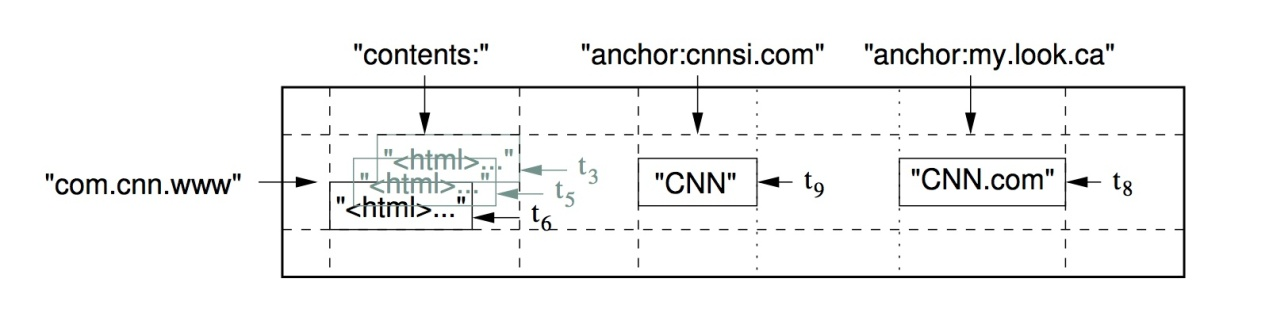 "contents:" "anchor:cnnsi.com" "anchor:my.look.ca"
"<html>..." t3
"com.cnn.www" "<html>..." t5 "CNN" t9 "CNN.com" t8
"<html>..." t6